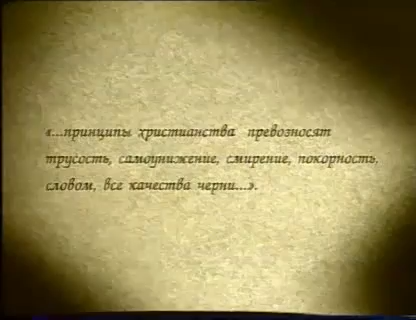 «...принципы христианства превозносят
трусость, самоунижение, смирение, покорность,
словом, все качества черни...».